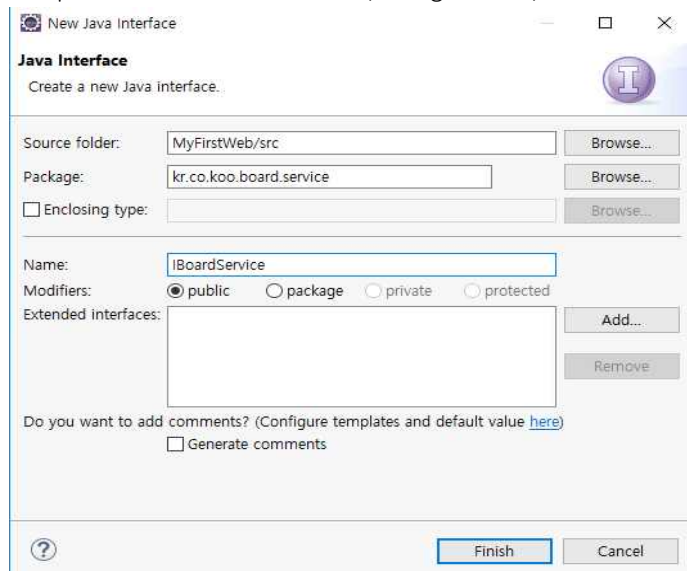 New Java Interface
Java Interface
Create a new Java interface.
I
Source folder: MyFirstWeb/src Browse...
Package: kr.co.koo.board.service Browse...
Enclosing type: Browse...
Name: IBoardService
Modifiers: public package private protected
Extended interfaces: Add...
Remove
Do you want to add comments? (Configure templates and default value here)
Generate comments
? Finish Cancel